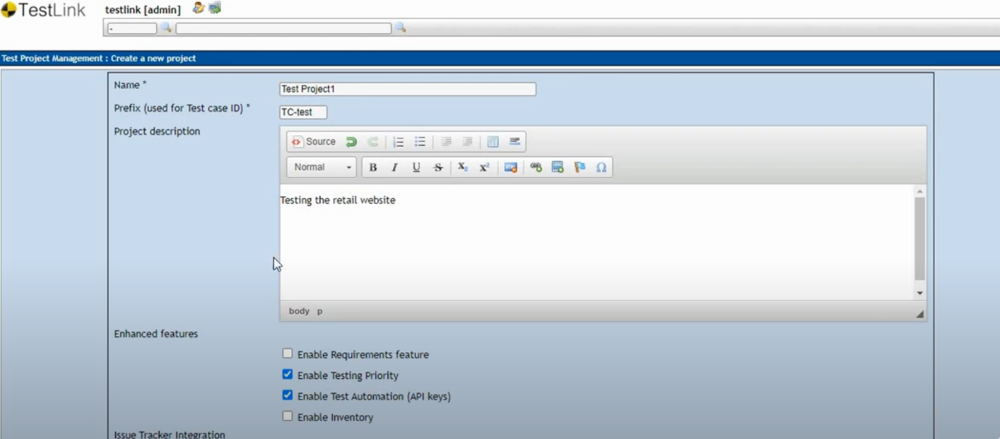 TestLink testlink [admin]
-
Test Project Management : Create a new project
Name * Test Project1
Prefix (used for Test case ID) * TC-test
Project description
Source
Normal B I U S X₂ x² Ω
Testing the retail website
body p
Enhanced features
Enable Requirements feature
Enable Testing Priority
Enable Test Automation (API keys)
Enable Inventory
Issue Tracker Integration